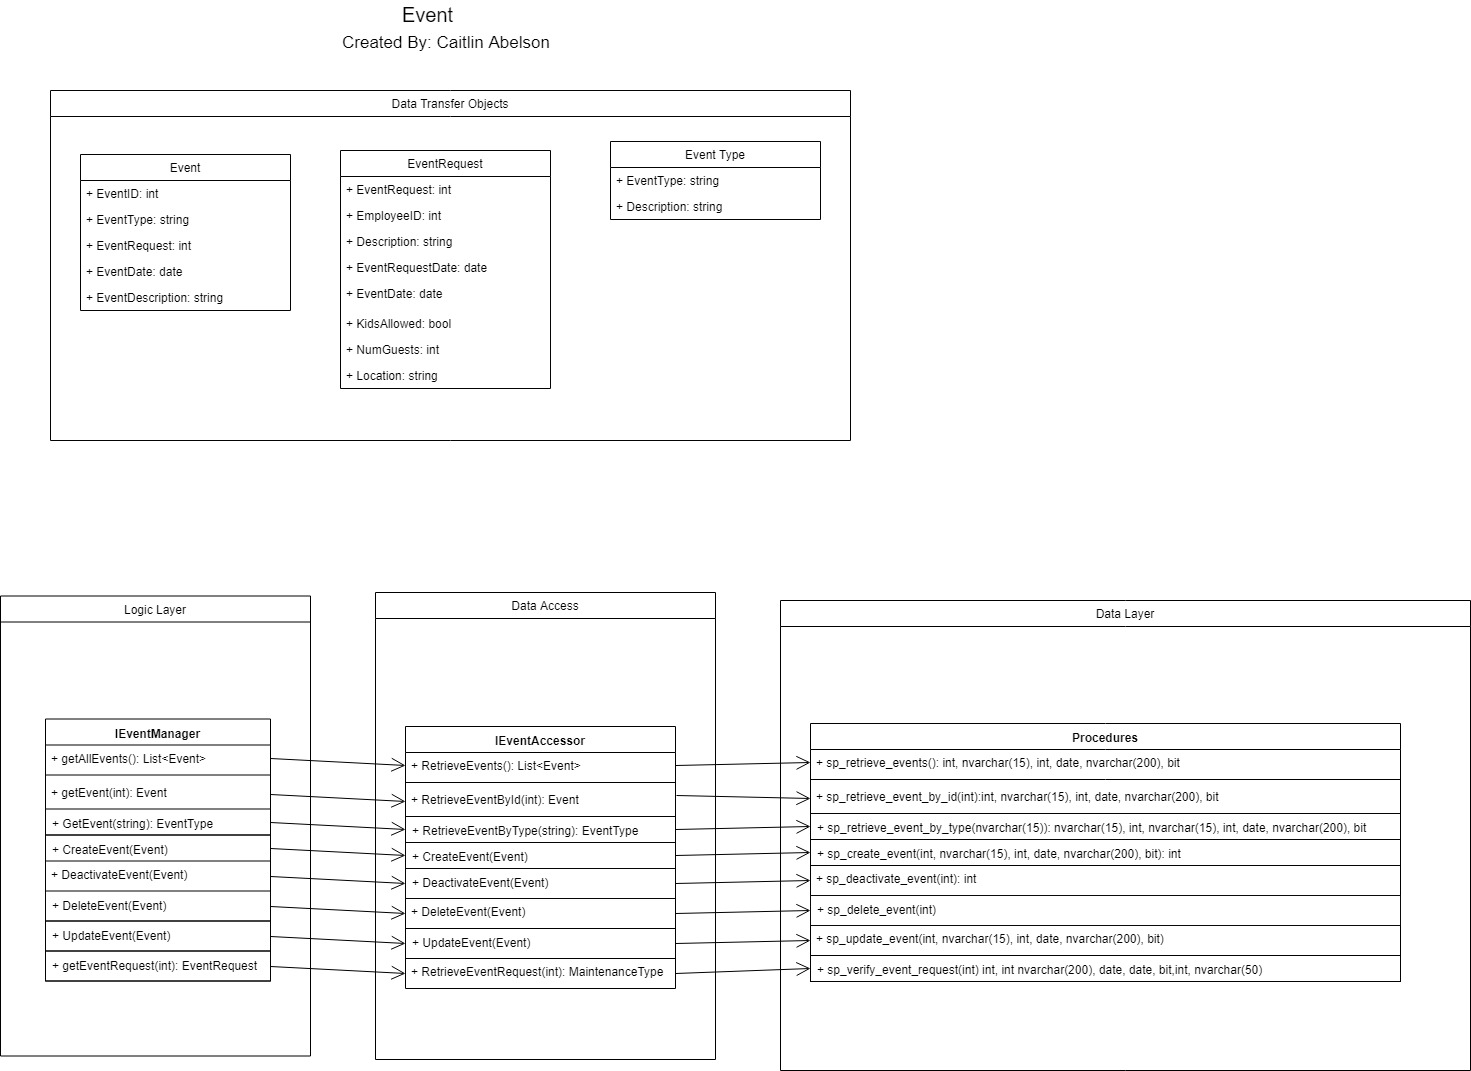 Event
Created By: Caitlin Abelson
Data Transfer Objects
Event
+ EventID: int
+ EventType: string
+ EventRequest: int
+ EventDate: date
+ EventDescription: string
EventRequest
+ EventRequest: int
+ EmployeeID: int
+ Description: string
+ EventRequestDate: date
+ EventDate: date
+ KidsAllowed: bool
+ NumGuests: int
+ Location: string
Event Type
+ EventType: string
+ Description: string
Logic Layer
IEventManager
+ getAllEvents(): List<Event>
+ getEvent(int): Event
+ GetEvent(string): EventType
+ CreateEvent(Event)
+ DeactivateEvent(Event)
+ DeleteEvent(Event)
+ UpdateEvent(Event)
+ getEventRequest(int): EventRequest
Data Access
IEventAccessor
+ RetrieveEvents(): List<Event>
+ RetrieveEventById(int): Event
+ RetrieveEventByType(string): EventType
+ CreateEvent(Event)
+ DeactivateEvent(Event)
+ DeleteEvent(Event)
+ UpdateEvent(Event)
+ RetrieveEventRequest(int): MaintenanceType
Data Layer
Procedures
+ sp_retrieve_events(): int, nvarchar(15), int, date, nvarchar(200), bit
+ sp_retrieve_event_by_id(int):int, nvarchar(15), int, date, nvarchar(200), bit
+ sp_retrieve_event_by_type(nvarchar(15)): nvarchar(15), int, nvarchar(15), int, date, nvarchar(200), bit
+ sp_create_event(int, nvarchar(15), int, date, nvarchar(200), bit): int
+ sp_deactivate_event(int): int
+ sp_delete_event(int)
+ sp_update_event(int, nvarchar(15), int, date, nvarchar(200), bit)
+ sp_verify_event_request(int) int, int nvarchar(200), date, date, bit,int, nvarchar(50)